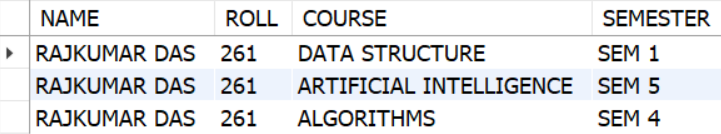 NAME ROLL COURSE SEMESTER
RAJKUMAR DAS 261 DATA STRUCTURE SEM 1
RAJKUMAR DAS 261 ARTIFICIAL INTELLIGENCE SEM 5
RAJKUMAR DAS 261 ALGORITHMS SEM 4